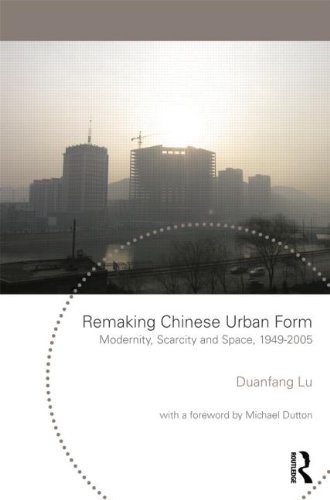 Remaking Chinese Urban Form
Modernity, Scarcity and Space, 1949-2005
Duanfang Lu
with a foreword by Michael Dutton
ROUTLEDGE